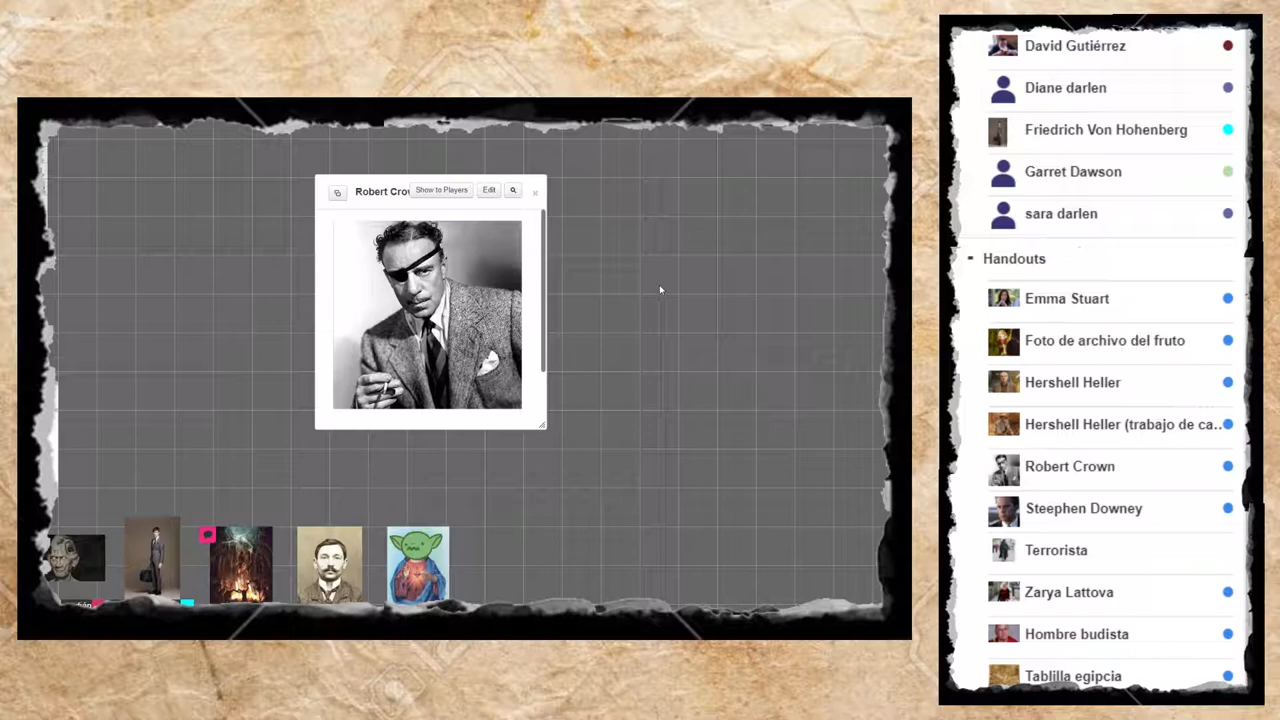 Robert Crow
Show to Players
Edit
David Gutiérrez
Diane darlen
Friedrich Von Hohenberg
Garret Dawson
sara darlen
Handouts
Emma Stuart
Foto de archivo del fruto
Hershell Heller
Hershell Heller (trabajo de ca...
Robert Crown
Steephen Downey
Terrorista
Zarya Lattova
Hombre budista
Tablilla egipcia